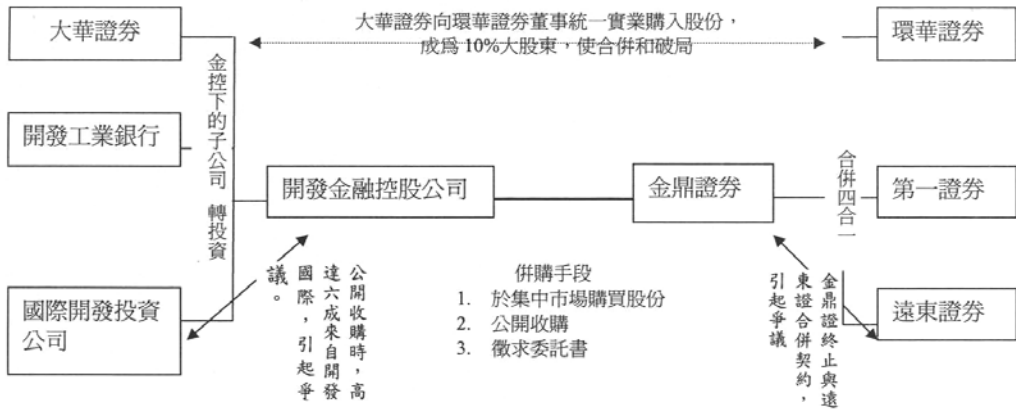 大華證券
大華證券向環華證券董事統一實業購入股份，
成為 10%大股東，使合併和破局
環華證券
金控下的子公司 轉投資
開發工業銀行
開發金融控股公司
金鼎證券
合併四合一
第一證券
國際開發投資
公司
公開收購時，高
達六成來自開發
國際，引起爭
議。
併購手段
1. 於集中市場購買股份
2. 公開收購
3. 徵求委託書
金鼎證終止與遠
東證合併契約，
引起爭議
遠東證券